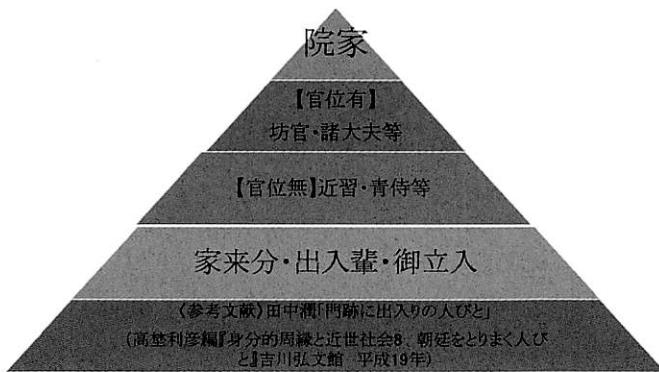 院家
【官位有】
坊官・諸大夫等
【官位無】近習・青侍等
家来分・出入輩・御立入
〈参考文献〉田中潤「門跡に出入りの人びと」
(高埜利彦編『身分的周縁と近世社会8、朝廷をとりまく人び
と』吉川弘文館　平成19年)